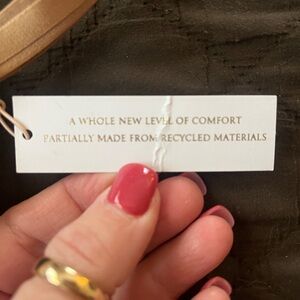 A WHOLE NEW LEVEL OF COMFORT
PARTIALLY MADE FROM RECYCLED MATERIALS